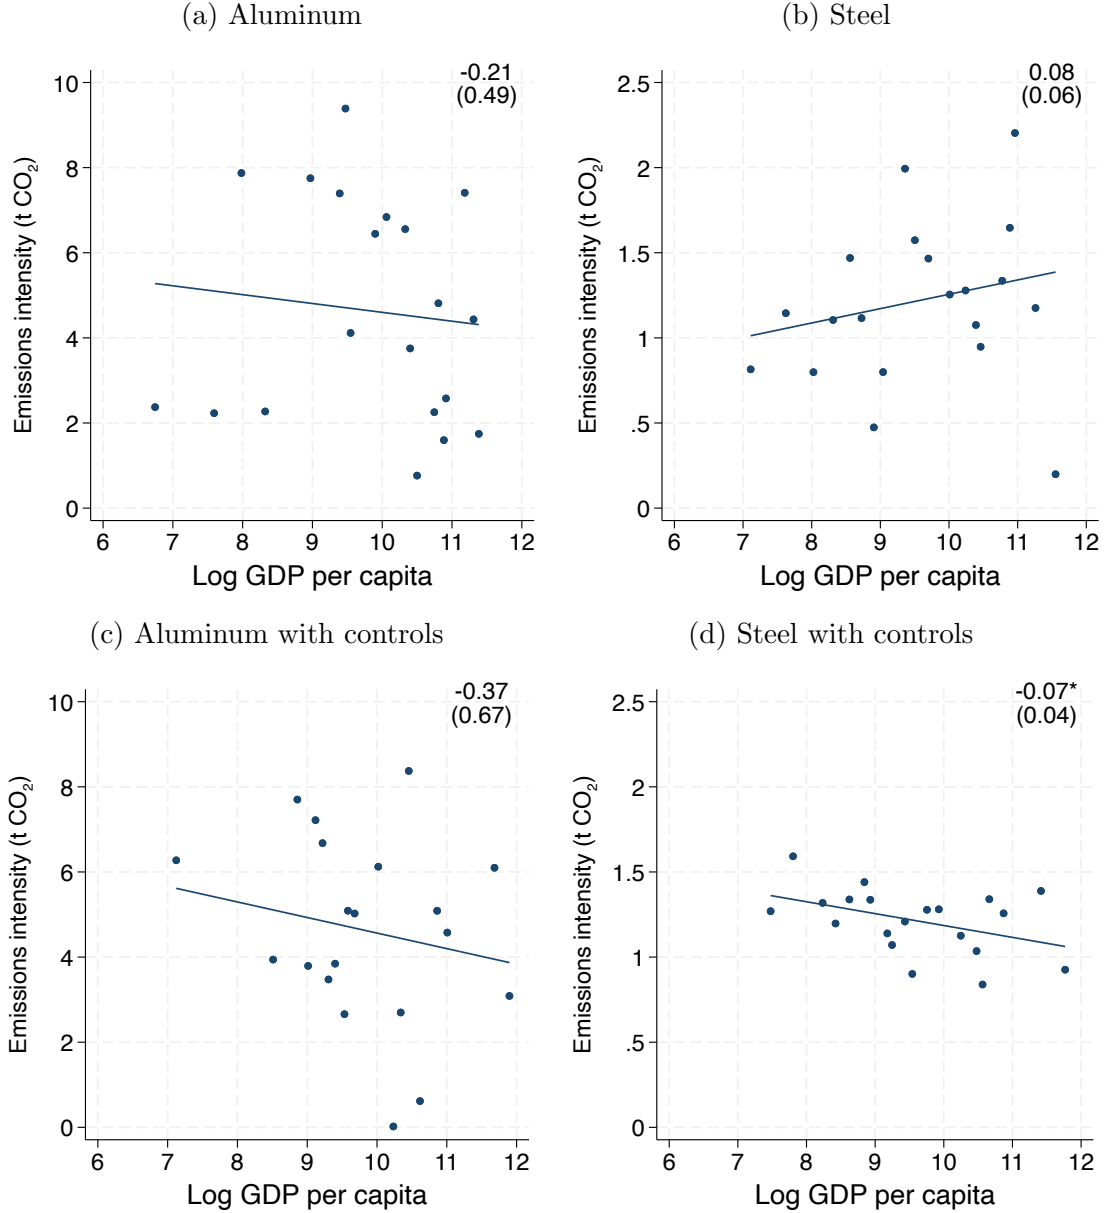 (a) Aluminum
-0.21
(0.49)
Emissions intensity (t CO₂)
10
8
6
4
2
0
6 7 8 9 10 11 12
Log GDP per capita
(b) Steel
0.08
(0.06)
Emissions intensity (t CO₂)
2.5
2
1.5
1
.5
0
6 7 8 9 10 11 12
Log GDP per capita
(c) Aluminum with controls
-0.37
(0.67)
Emissions intensity (t CO₂)
10
8
6
4
2
0
6 7 8 9 10 11 12
Log GDP per capita
(d) Steel with controls
-0.07*
(0.04)
Emissions intensity (t CO₂)
2.5
2
1.5
1
.5
0
6 7 8 9 10 11 12
Log GDP per capita